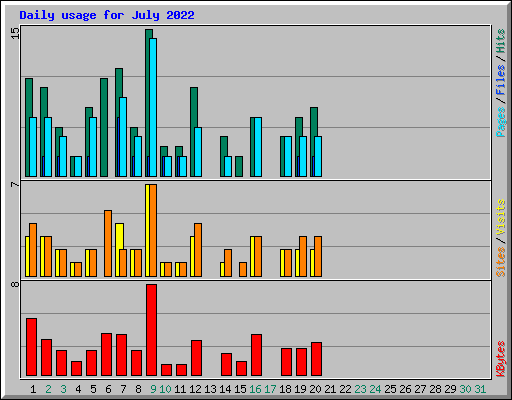 Daily usage for July 2022
15
7
8
Pages / Files / Hits
Sites / Visits
KBytes
1 2 3 4 5 6 7 8 9 10 11 12 13 14 15 16 17 18 19 20 21 22 23 24 25 26 27 28 29 30 31